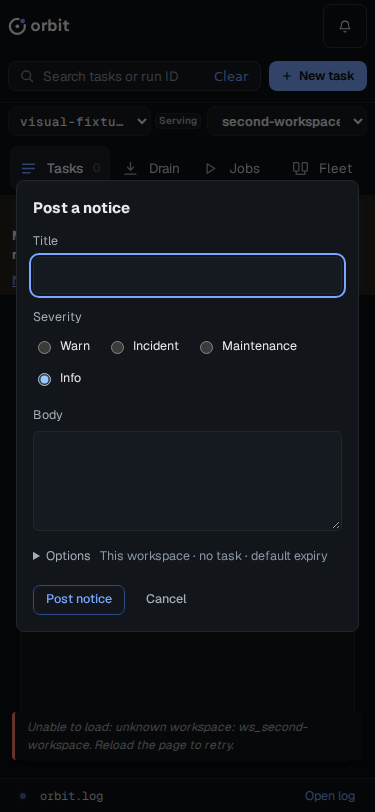 orbit
Search tasks or run ID Clear
+ New task
visual-fixtu… Serving second-workspace
Tasks 0 Drain Jobs Fleet
Post a notice
Title
Severity
Warn Incident Maintenance
Info
Body
Options This workspace · no task · default expiry
Post notice Cancel
Unable to load: unknown workspace: ws_second-
workspace. Reload the page to retry.
orbit.log Open log